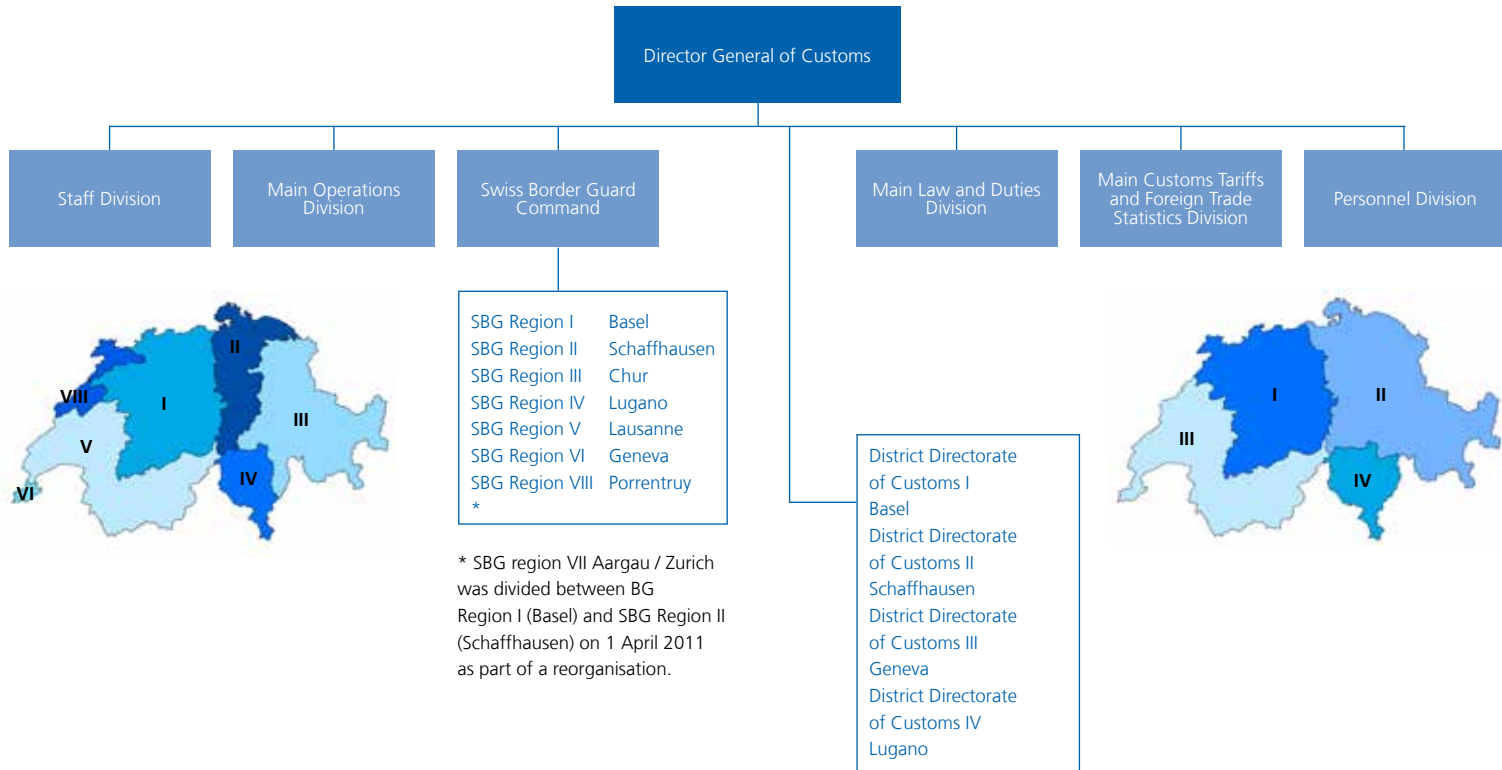 Director General of Customs
Staff Division
Main Operations
Division
Swiss Border Guard
Command
Main Law and Duties
Division
Main Customs Tariffs
and Foreign Trade
Statistics Division
Personnel Division
II
VIII
I
III
V
IV
VI
SBG Region I Basel
SBG Region II Schaffhausen
SBG Region III Chur
SBG Region IV Lugano
SBG Region V Lausanne
SBG Region VI Geneva
SBG Region VIII Porrentruy
*
* SBG region VII Aargau / Zurich
was divided between BG
Region I (Basel) and SBG Region II
(Schaffhausen) on 1 April 2011
as part of a reorganisation.
District Directorate
of Customs I
Basel
District Directorate
of Customs II
Schaffhausen
District Directorate
of Customs III
Geneva
District Directorate
of Customs IV
Lugano
I
II
III
IV